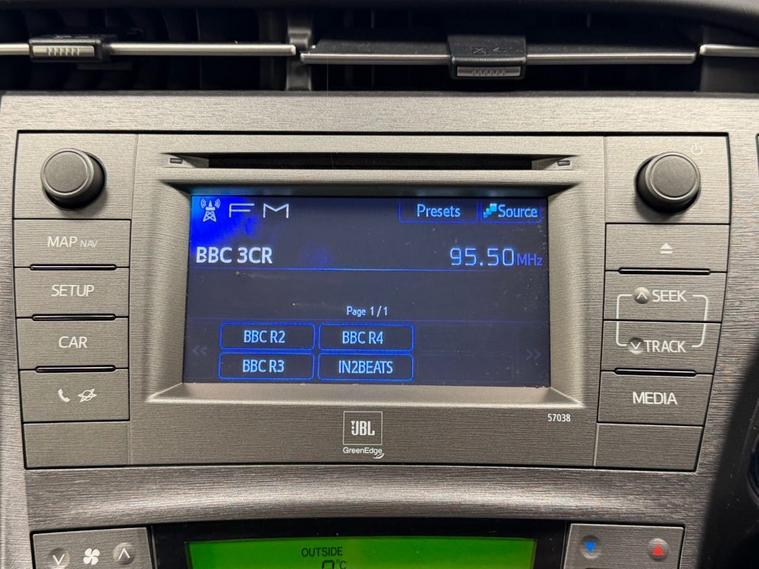 FM Presets Source
BBC 3CR 95.50MHz
Page 1/1
BBC R2 BBC R4
BBC R3 IN2BEATS
MAP NAV
SETUP
CAR
SEEK
TRACK
MEDIA
57038
JBL
GreenEdge
OUTSIDE
°C